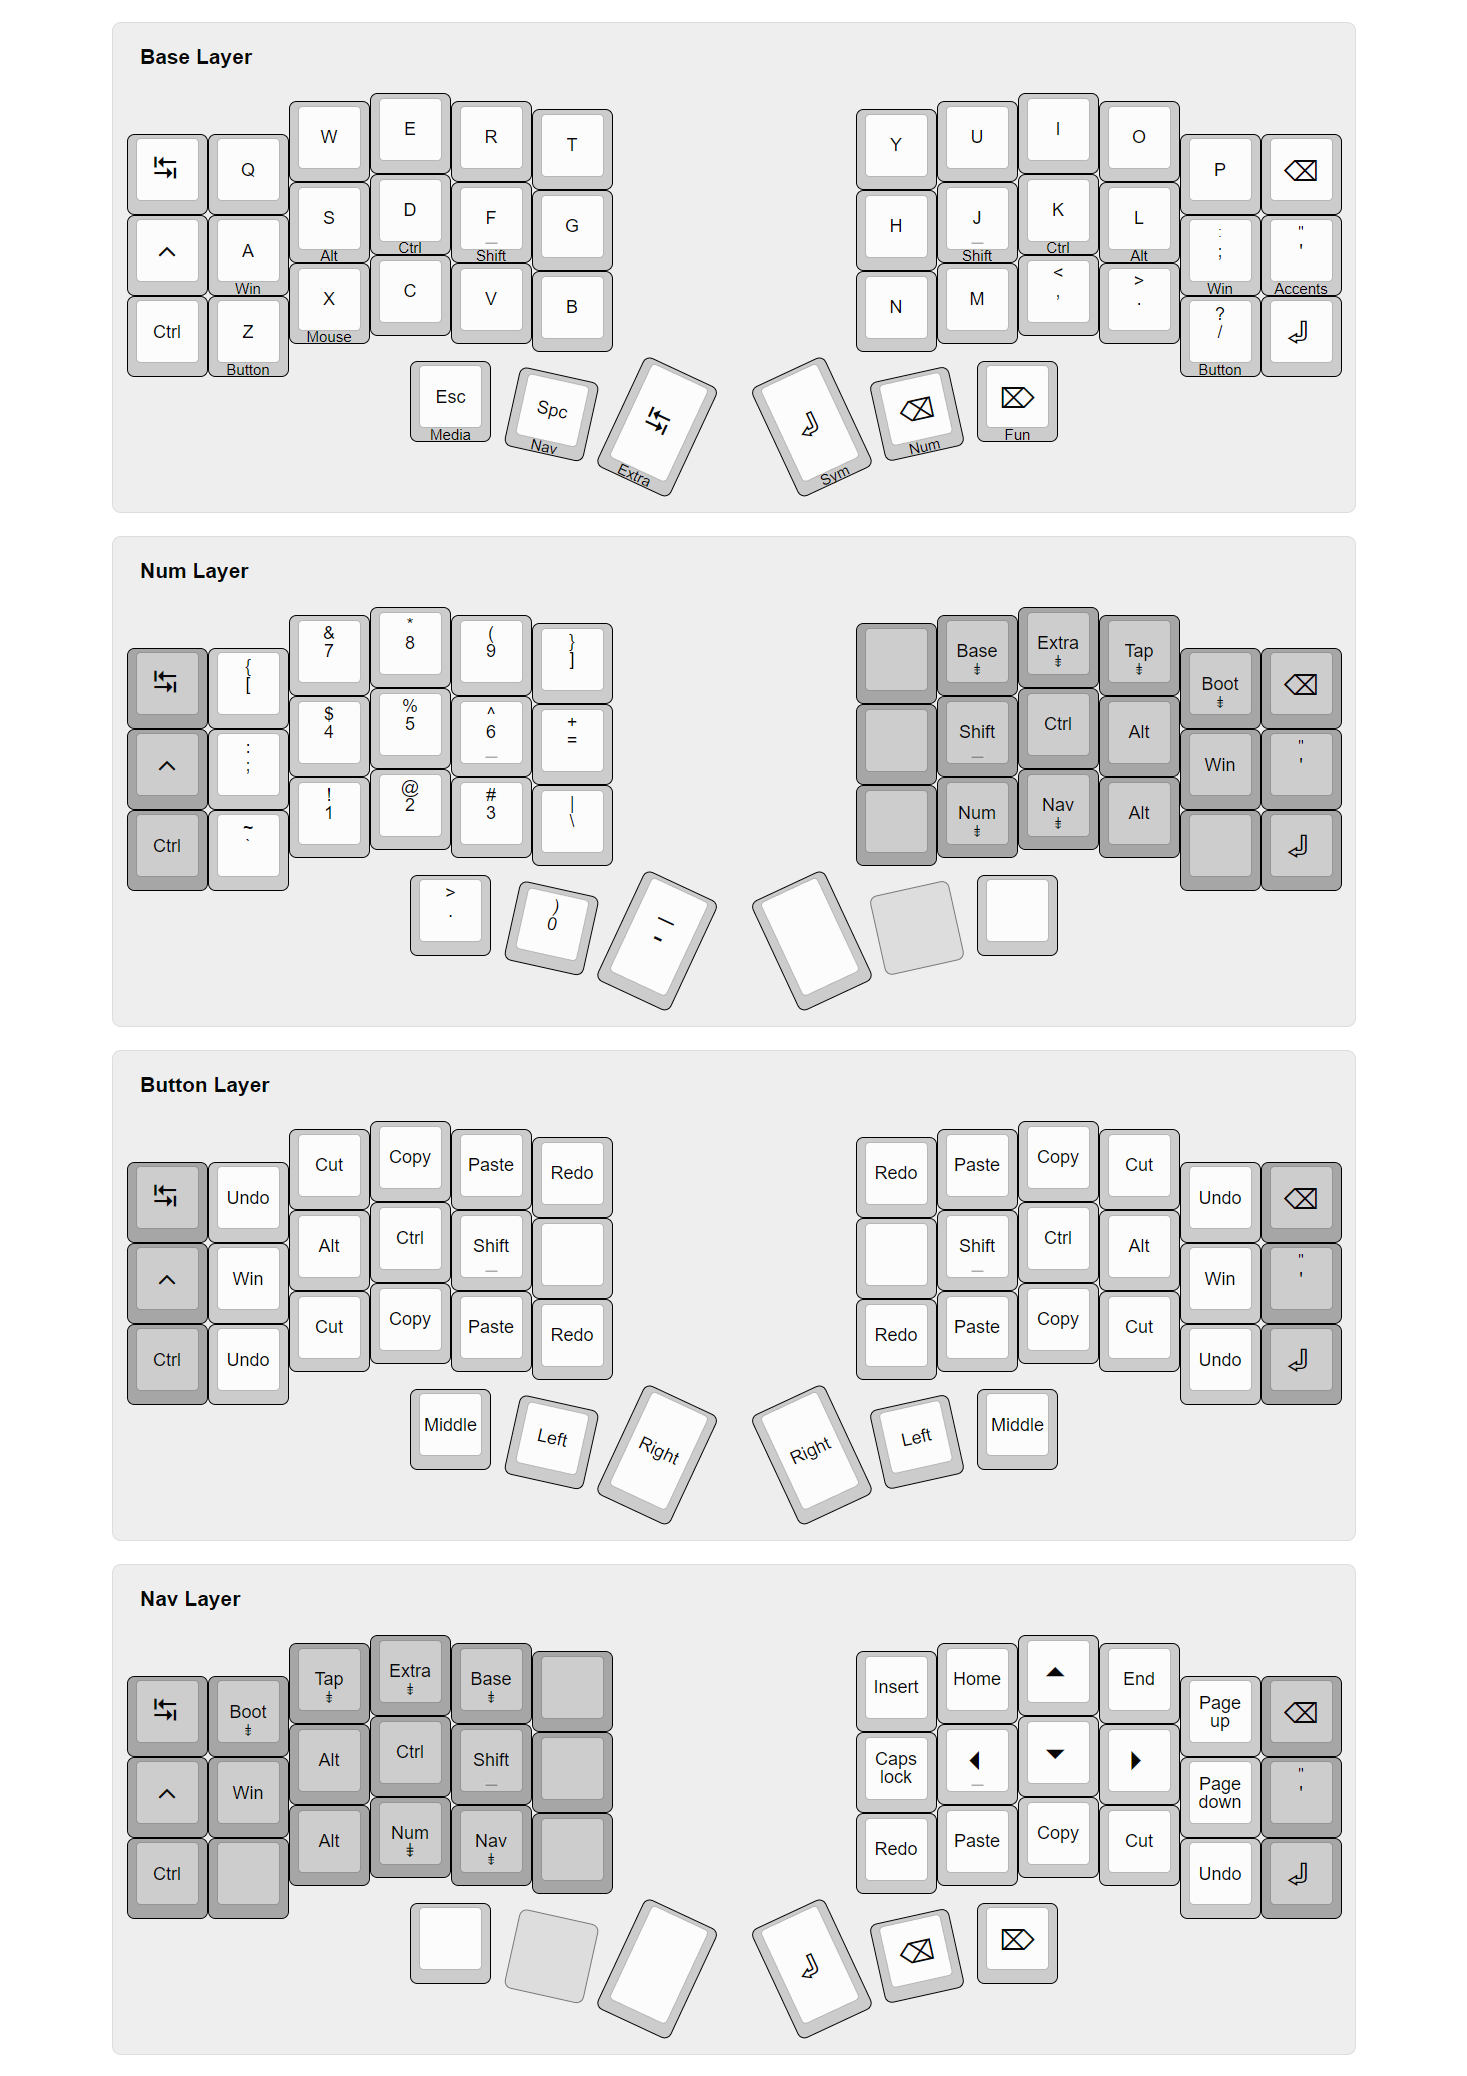 Base Layer
↹ Q W E R T Y U I O P ⌫
^ A S D F G H J K L : ; " '
Win Alt Ctrl Shift Shift Ctrl Alt Win Accents
Ctrl Z X C V B N M < , > . ? / ⏎
Button Mouse Button
Esc Spc ↹ ⏎ ⌫ ⌦
Media Nav Extra Sym Num Fun
Num Layer
↹ { [ & 7 * 8 ( 9 } ] Base ⇟ Extra ⇟ Tap ⇟ Boot ⇟ ⌫
^ : ; $ 4 % 5 ^ 6 + = Shift Ctrl Alt Win " '
Ctrl ~ ` ! 1 @ 2 # 3 | \ Num ⇟ Nav ⇟ Alt ⏎
> . ) 0 _ -
Button Layer
↹ Undo Cut Copy Paste Redo Redo Paste Copy Cut Undo ⌫
^ Win Alt Ctrl Shift Shift Ctrl Alt Win " '
Ctrl Undo Cut Copy Paste Redo Redo Paste Copy Cut Undo ⏎
Middle Left Right Right Left Middle
Nav Layer
↹ Boot ⇟ Tap ⇟ Extra ⇟ Base ⇟ Insert Home ▲ End Page up ⌫
^ Win Alt Ctrl Shift Caps lock ◀ ▼ ▶ Page down " '
Ctrl Alt Num ⇟ Nav ⇟ Redo Paste Copy Cut Undo ⏎
⏎ ⌫ ⌦